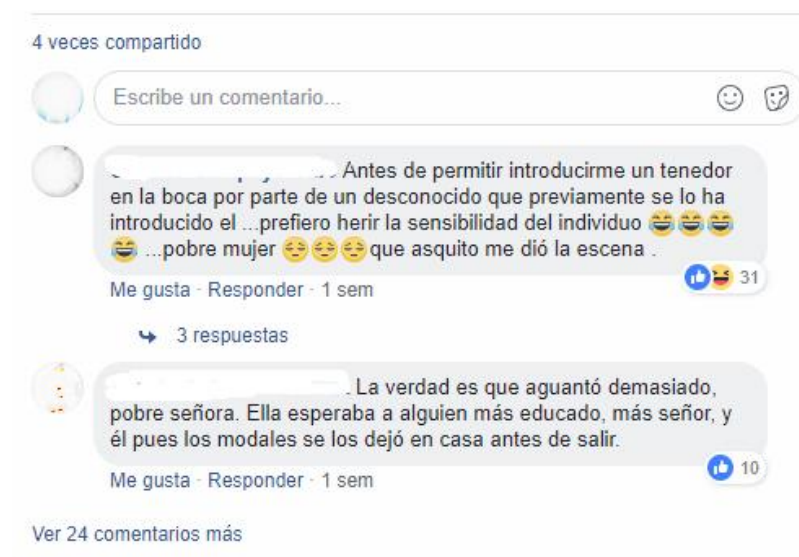 4 veces compartido
Escribe un comentario...
Antes de permitir introducirme un tenedor
en la boca por parte de un desconocido que previamente se lo ha
introducido el ...prefiero herir la sensibilidad del individuo 😂😂😂
😂 ...pobre mujer 😔😔😔que asquito me dió la escena .
31
Me gusta · Responder · 1 sem
3 respuestas
. La verdad es que aguantó demasiado,
pobre señora. Ella esperaba a alguien más educado, más señor, y
él pues los modales se los dejó en casa antes de salir.
10
Me gusta · Responder · 1 sem
Ver 24 comentarios más